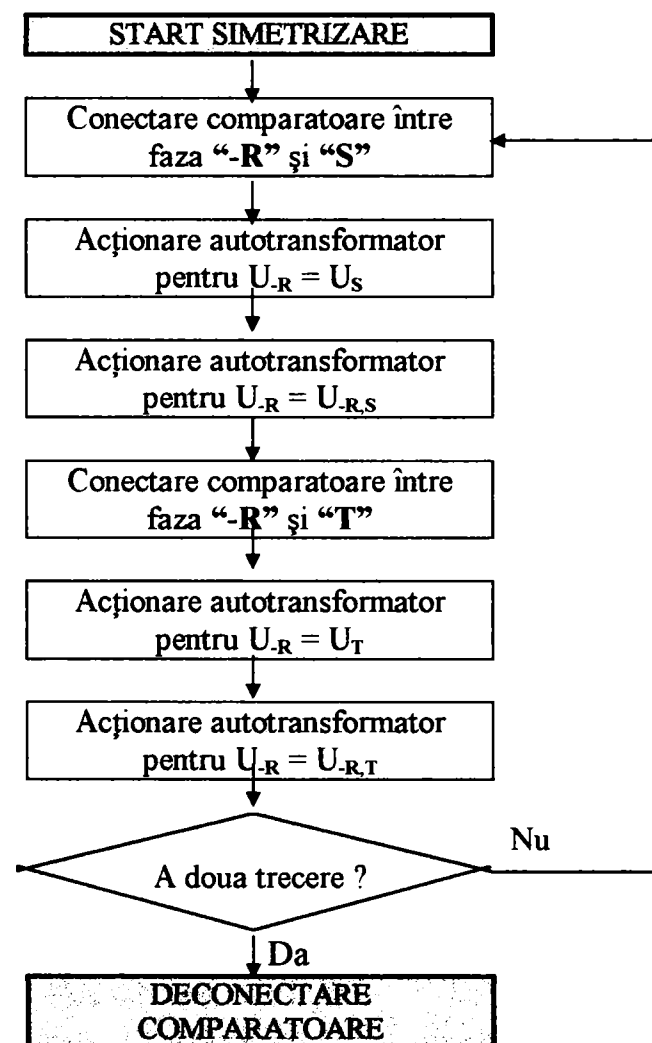 START SIMETRIZARE
Conectare comparatoare între
faza “-R” şi “S”
Acţionare autotransformator
pentru U-R = US
Acţionare autotransformator
pentru U-R = U-R,S
Conectare comparatoare între
faza “-R” şi “T”
Acţionare autotransformator
pentru U-R = UT
Acţionare autotransformator
pentru U-R = U-R,T
A doua trecere ?
Nu
Da
DECONECTARE
COMPARATOARE